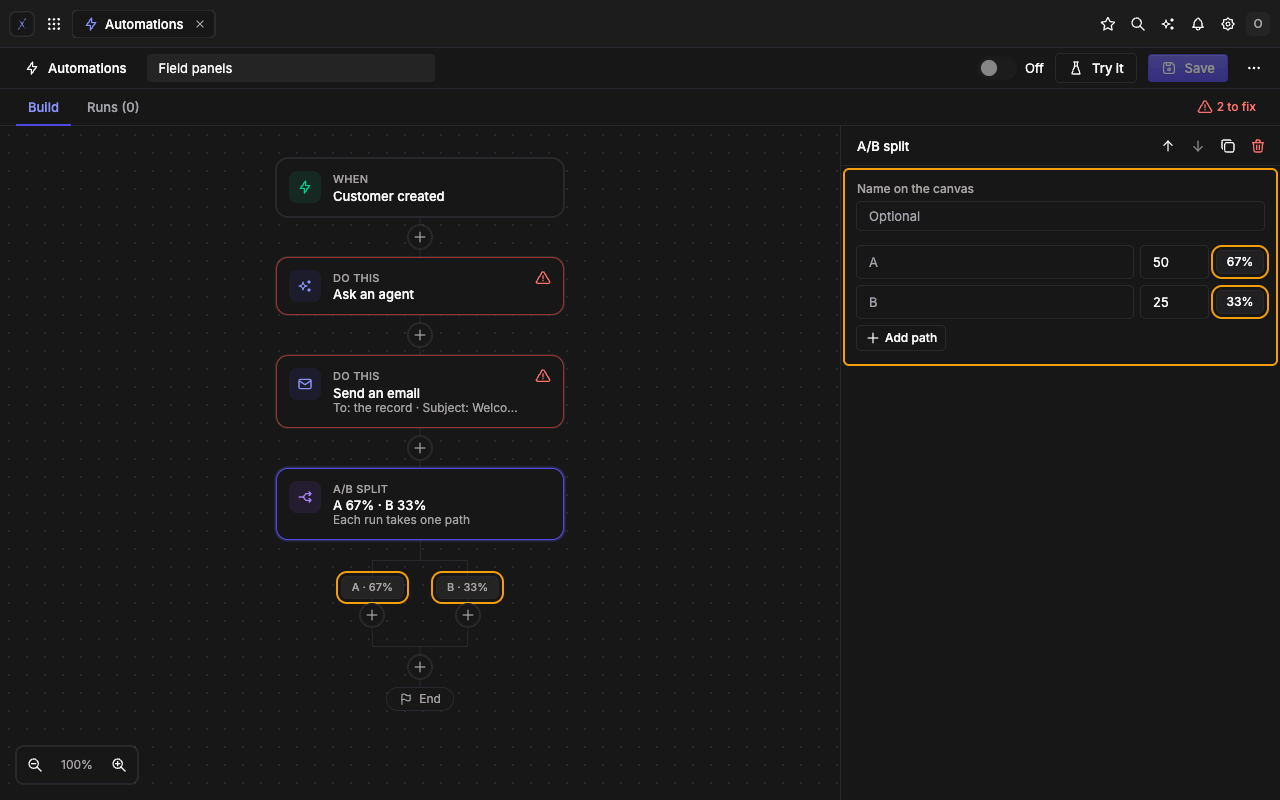 Automations
O
Automations
Field panels
Off
Try it
Save
Build
Runs (0)
2 to fix
A/B split
Name on the canvas
Optional
A
50
67%
B
25
33%
Add path
WHEN
Customer created
DO THIS
Ask an agent
DO THIS
Send an email
To: the record · Subject: Welco...
A/B SPLIT
A 67% · B 33%
Each run takes one path
A · 67%
B · 33%
End
100%